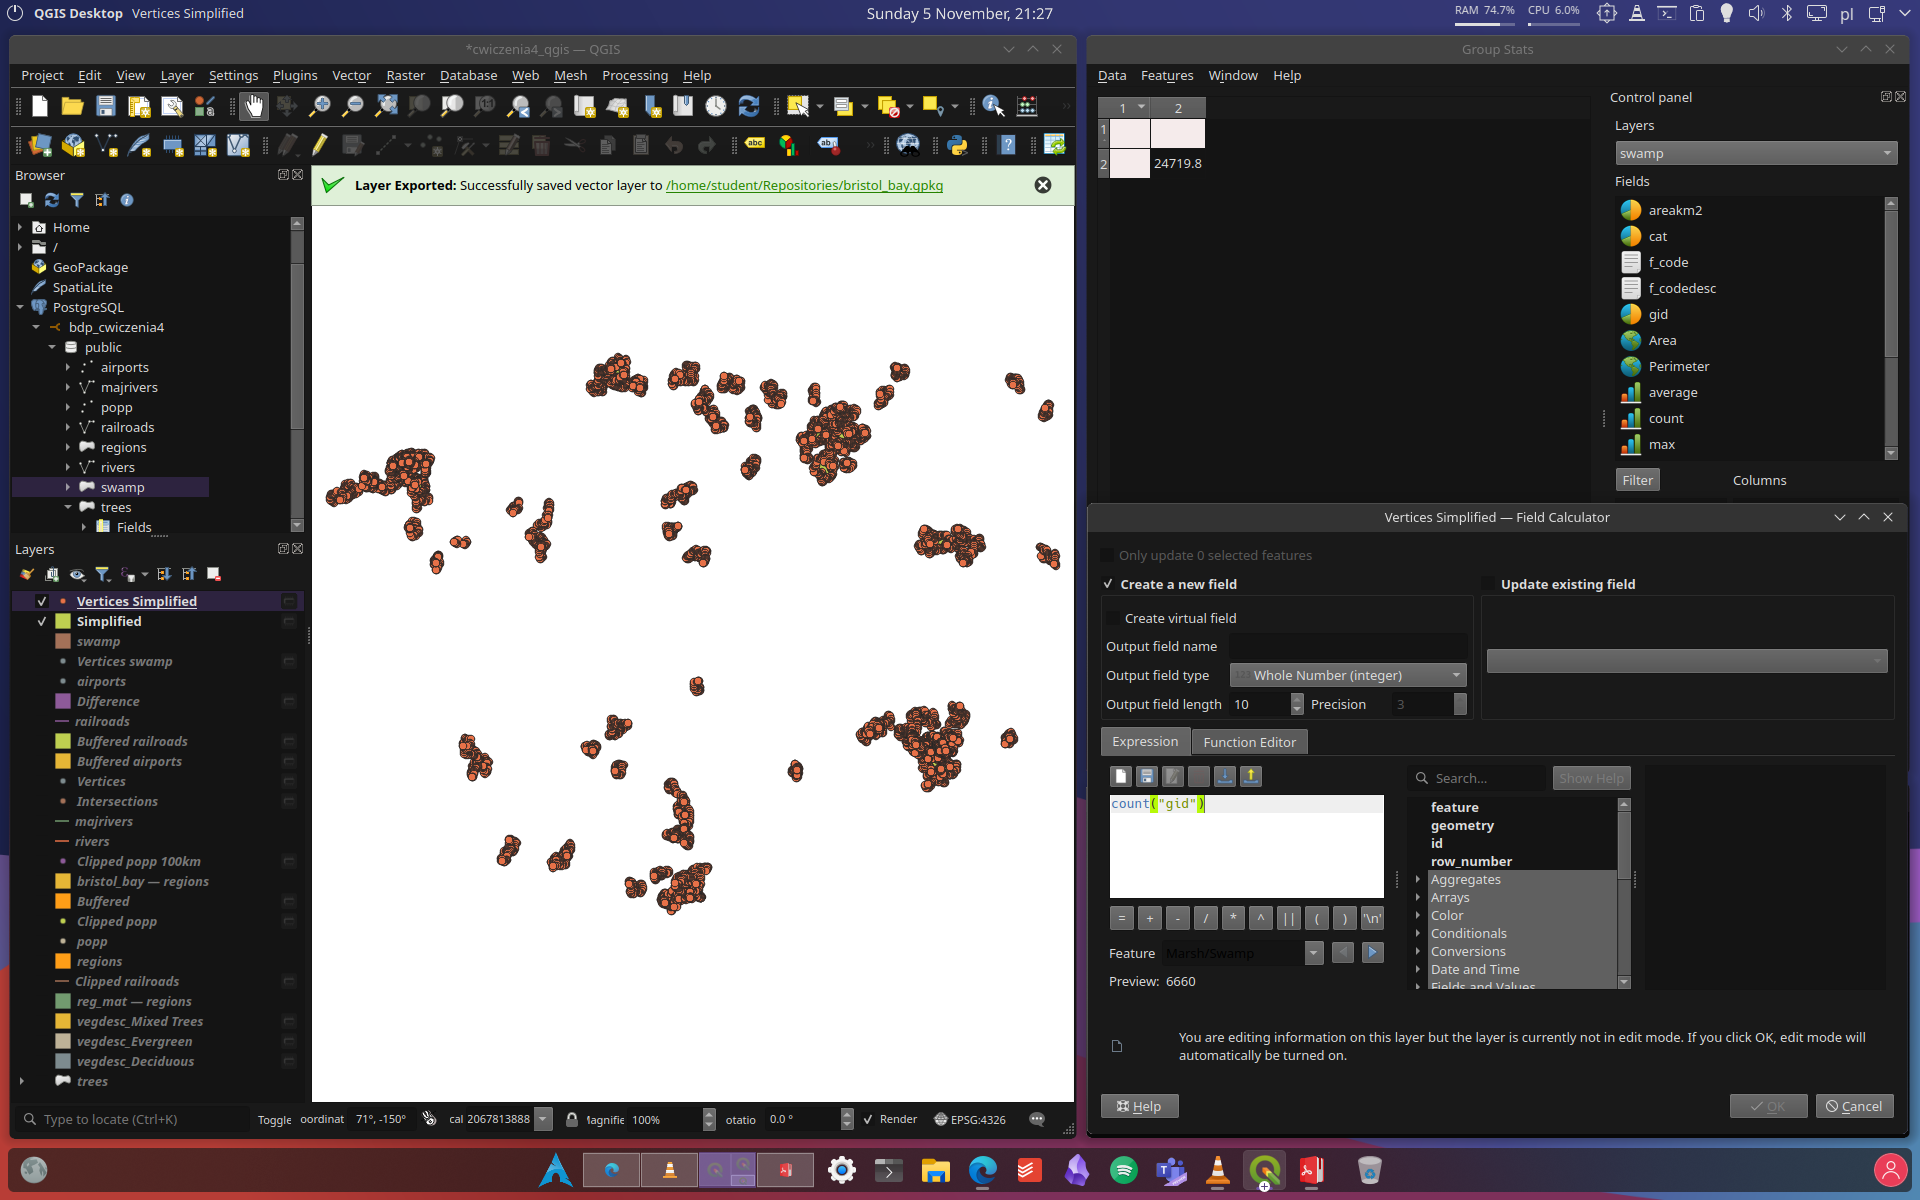 QGIS Desktop Vertices Simplified
Sunday 5 November, 21:27
RAM 74.7% CPU 6.0%
pl
*cwiczenia4_qgis — QGIS
Project Edit View Layer Settings Plugins Vector Raster Database Web Mesh Processing Help
abc
ab
Browser
Layer Exported: Successfully saved vector layer to /home/student/Repositories/bristol_bay.gpkg
Home
/
GeoPackage
SpatiaLite
PostgreSQL
bdp_cwiczenia4
public
airports
majrivers
popp
railroads
regions
rivers
swamp
trees
Fields
Layers
Vertices Simplified
Simplified
swamp
Vertices swamp
airports
Difference
railroads
Buffered railroads
Buffered airports
Vertices
Intersections
majrivers
rivers
Clipped popp 100km
bristol_bay — regions
Buffered
Clipped popp
popp
regions
Clipped railroads
reg_mat — regions
vegdesc_Mixed Trees
vegdesc_Evergreen
vegdesc_Deciduous
trees
Type to locate (Ctrl+K) Toggle oordinat 71°, -150° cal 2067813888 Magnifie 100% otatio 0.0 ° Render EPSG:4326
Group Stats
Data Features Window Help
1 2
1
2 24719.8
Control panel
Layers
swamp
Fields
areakm2
cat
f_code
f_codedesc
gid
Area
Perimeter
average
count
max
Filter Columns
Vertices Simplified — Field Calculator
Only update 0 selected features
Create a new field
Update existing field
Create virtual field
Output field name
Output field type 123 Whole Number (integer)
Output field length 10 Precision 3
Expression Function Editor
Search... Show Help
count("gid")
feature
geometry
id
row_number
Aggregates
Arrays
Color
Conditionals
Conversions
Date and Time
Fields and Values
= + - / * ^ || ( ) '\n'
Feature Marsh/Swamp
Preview: 6660
You are editing information on this layer but the layer is currently not in edit mode. If you click OK, edit mode will
automatically be turned on.
Help OK Cancel